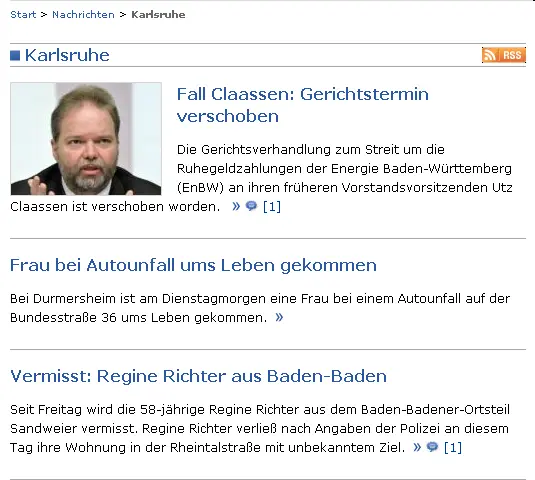 Start > Nachrichten > Karlsruhe
Karlsruhe
RSS
Fall Claassen: Gerichtstermin
verschoben
Die Gerichtsverhandlung zum Streit um die
Ruhegeldzahlungen der Energie Baden-Württemberg
(EnBW) an ihren früheren Vorstandsvorsitzenden Utz
Claassen ist verschoben worden. » [1]
Frau bei Autounfall ums Leben gekommen
Bei Durmersheim ist am Dienstagmorgen eine Frau bei einem Autounfall auf der
Bundesstraße 36 ums Leben gekommen. »
Vermisst: Regine Richter aus Baden-Baden
Seit Freitag wird die 58-jährige Regine Richter aus dem Baden-Badener-Ortsteil
Sandweier vermisst. Regine Richter verließ nach Angaben der Polizei an diesem
Tag ihre Wohnung in der Rheintalstraße mit unbekanntem Ziel. » [1]